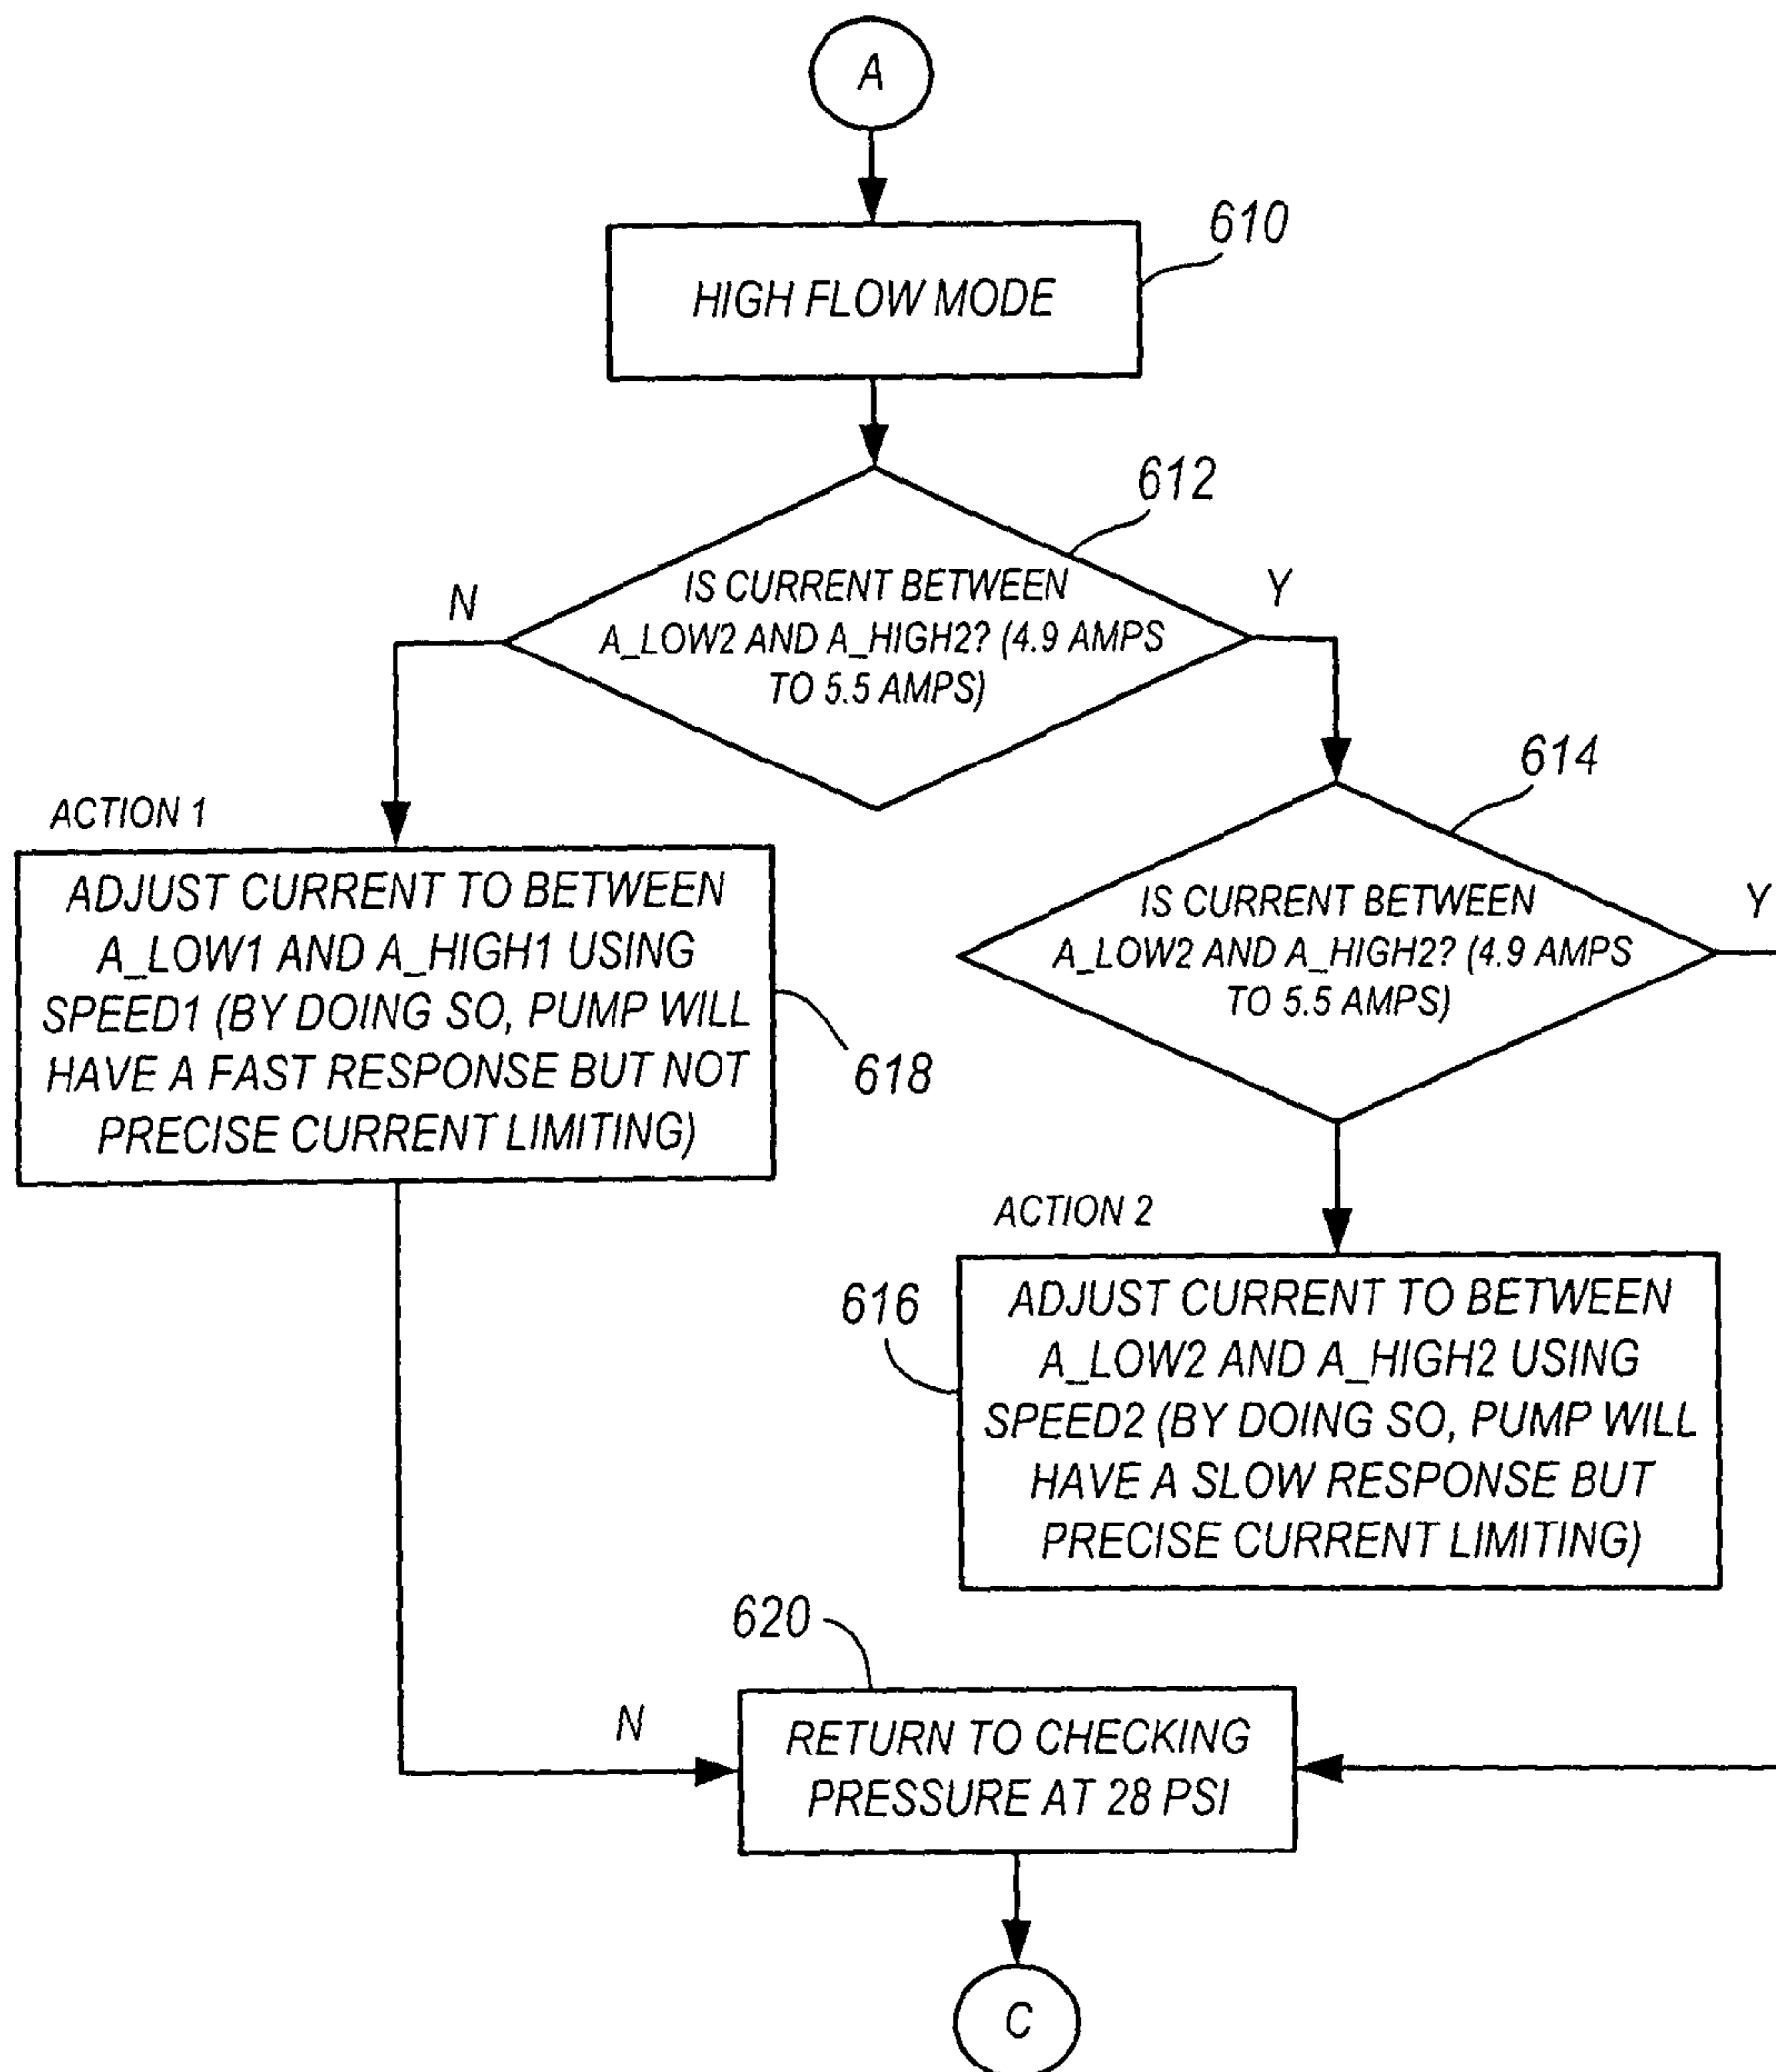 A
610
HIGH FLOW MODE
612
N
Y
IS CURRENT BETWEEN
A_LOW2 AND A_HIGH2? (4.9 AMPS
TO 5.5 AMPS)
614
ACTION 1
ADJUST CURRENT TO BETWEEN
A_LOW1 AND A_HIGH1 USING
SPEED1 (BY DOING SO, PUMP WILL
HAVE A FAST RESPONSE BUT NOT
PRECISE CURRENT LIMITING)
618
Y
IS CURRENT BETWEEN
A_LOW2 AND A_HIGH2? (4.9 AMPS
TO 5.5 AMPS)
ACTION 2
616
ADJUST CURRENT TO BETWEEN
A_LOW2 AND A_HIGH2 USING
SPEED2 (BY DOING SO, PUMP WILL
HAVE A SLOW RESPONSE BUT
PRECISE CURRENT LIMITING)
620
N
RETURN TO CHECKING
PRESSURE AT 28 PSI
C